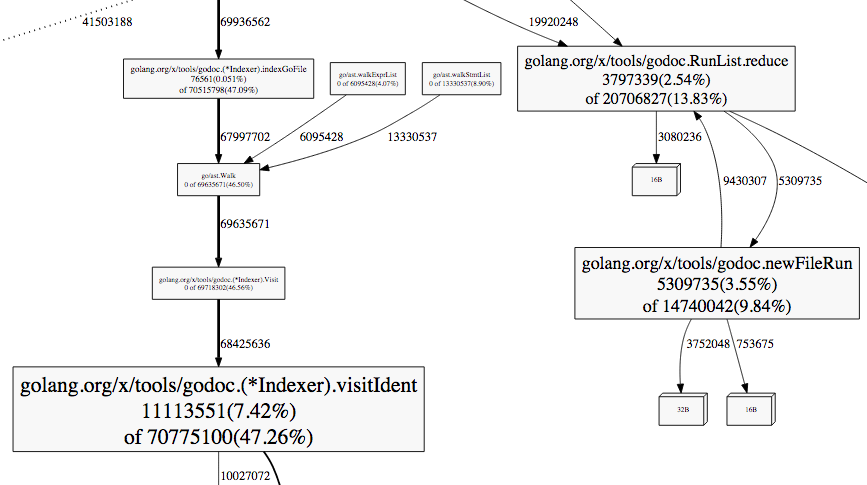 41503188
69936562
19920248
golang.org/x/tools/godoc.(*Indexer).indexGoFile
76561(0.051%)
of 70515798(47.09%)
go/ast.walkExprList
0 of 6095428(4.07%)
go/ast.walkStmtList
0 of 13330537(8.90%)
golang.org/x/tools/godoc.RunList.reduce
3797339(2.54%)
of 20706827(13.83%)
67997702
6095428
13330537
3080236
9430307
5309735
go/ast.Walk
0 of 69635671(46.50%)
16B
69635671
golang.org/x/tools/godoc.(*Indexer).Visit
0 of 69718302(46.56%)
golang.org/x/tools/godoc.newFileRun
5309735(3.55%)
of 14740042(9.84%)
68425636
3752048
753675
golang.org/x/tools/godoc.(*Indexer).visitIdent
11113551(7.42%)
of 70775100(47.26%)
32B
16B
10027072